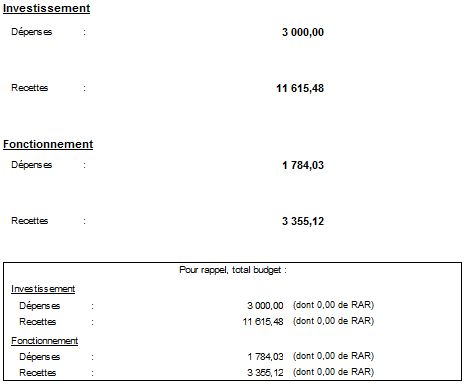 Investissement
Dépenses : 3 000,00
Recettes : 11 615,48
Fonctionnement
Dépenses : 1 784,03
Recettes : 3 355,12
Pour rappel, total budget :
Investissement
Dépenses : 3 000,00 (dont 0,00 de RAR)
Recettes : 11 615,48 (dont 0,00 de RAR)
Fonctionnement
Dépenses : 1 784,03 (dont 0,00 de RAR)
Recettes : 3 355,12 (dont 0,00 de RAR)